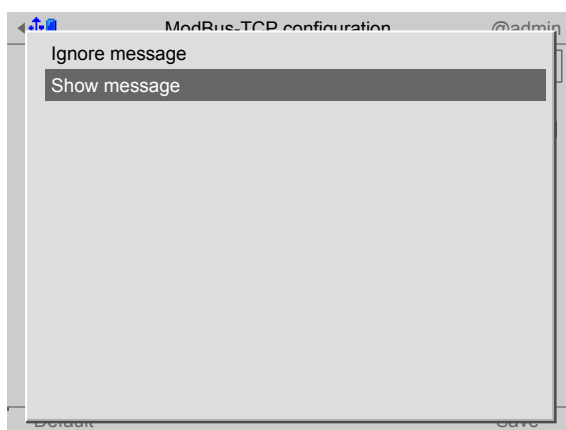 ModBus-TCP configuration @admin
Ignore message
Show message
Default Save